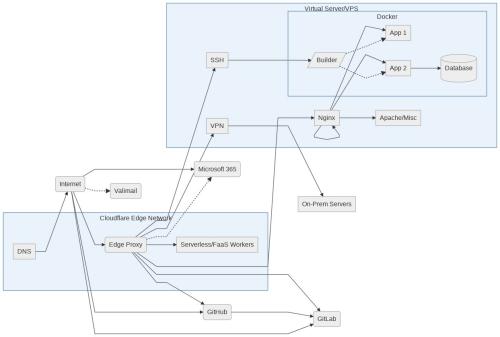 Virtual Server/VPS
Docker
App 1
SSH
Builder
App 2
Database
VPN
Nginx
Apache/Misc
Microsoft 365
Internet
Valimail
On-Prem Servers
Cloudflare Edge Network
DNS
Edge Proxy
Serverless/FaaS Workers
GitHub
GitLab